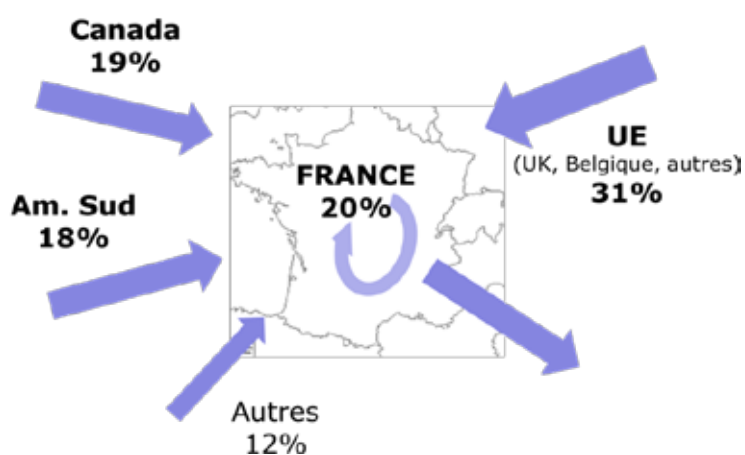 Canada
19%
UE
(UK, Belgique, autres)
31%
FRANCE
20%
Am. Sud
18%
Autres
12%